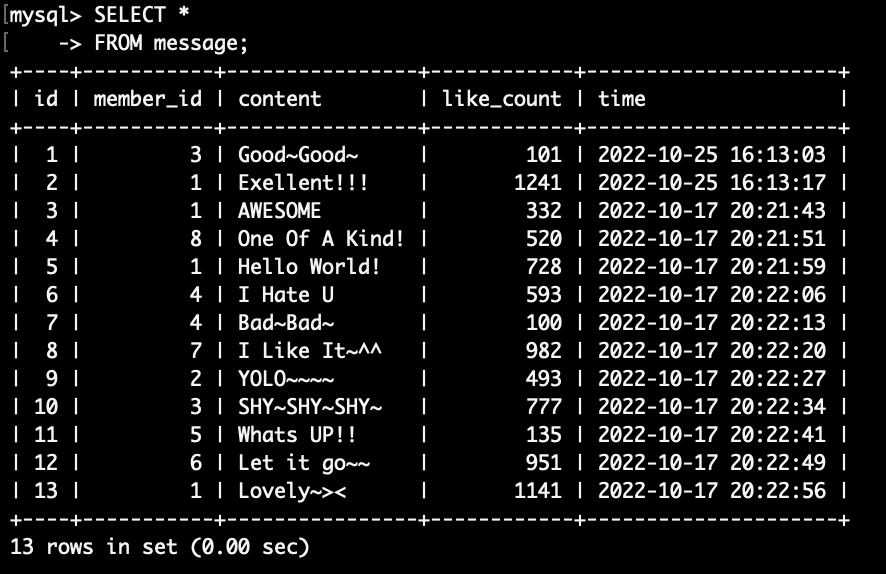 mysql> SELECT *
    -> FROM message;
+----+-----------+----------------+------------+---------------------+
| id | member_id | content        | like_count | time                |
+----+-----------+----------------+------------+---------------------+
|  1 |         3 | Good~Good~     |        101 | 2022-10-25 16:13:03 |
|  2 |         1 | Exellent!!!    |       1241 | 2022-10-25 16:13:17 |
|  3 |         1 | AWESOME        |        332 | 2022-10-17 20:21:43 |
|  4 |         8 | One Of A Kind! |        520 | 2022-10-17 20:21:51 |
|  5 |         1 | Hello World!   |        728 | 2022-10-17 20:21:59 |
|  6 |         4 | I Hate U       |        593 | 2022-10-17 20:22:06 |
|  7 |         4 | Bad~Bad~       |        100 | 2022-10-17 20:22:13 |
|  8 |         7 | I Like It~^^   |        982 | 2022-10-17 20:22:20 |
|  9 |         2 | YOLO~~~~       |        493 | 2022-10-17 20:22:27 |
| 10 |         3 | SHY~SHY~SHY~   |        777 | 2022-10-17 20:22:34 |
| 11 |         5 | Whats UP!!     |        135 | 2022-10-17 20:22:41 |
| 12 |         6 | Let it go~~    |        951 | 2022-10-17 20:22:49 |
| 13 |         1 | Lovely~><      |       1141 | 2022-10-17 20:22:56 |
+----+-----------+----------------+------------+---------------------+
13 rows in set (0.00 sec)